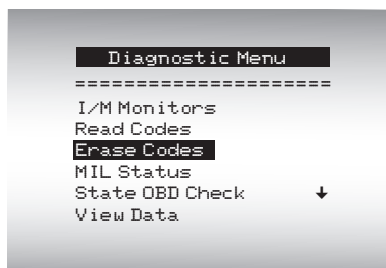 Diagnostic Menu
=====================
I/M Monitors
Read Codes
Erase Codes
MIL Status
State OBD Check ↓
View Data